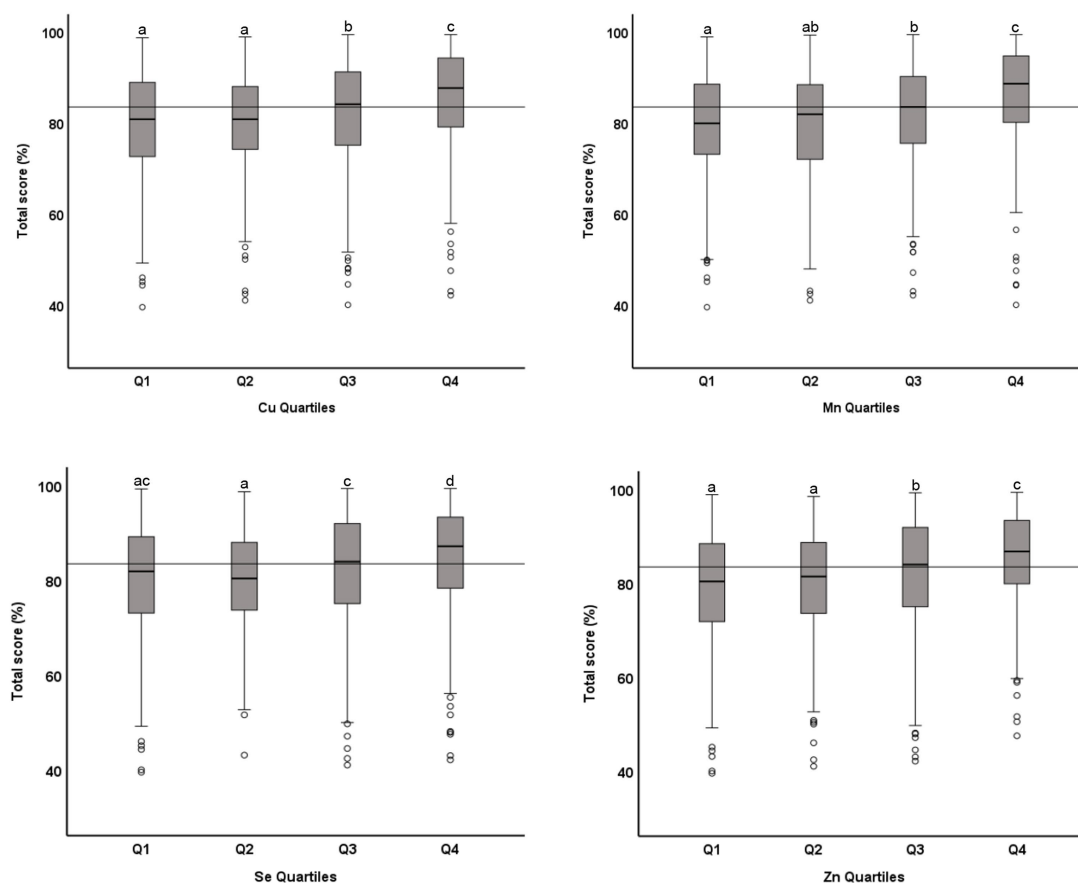 a a b c
100
80
60
40
Total score (%)
Q1 Q2 Q3 Q4
Cu Quartiles
a ab b c
100
80
60
40
Total score (%)
Q1 Q2 Q3 Q4
Mn Quartiles
ac a c d
100
80
60
40
Total score (%)
Q1 Q2 Q3 Q4
Se Quartiles
a a b c
100
80
60
40
Total score (%)
Q1 Q2 Q3 Q4
Zn Quartiles